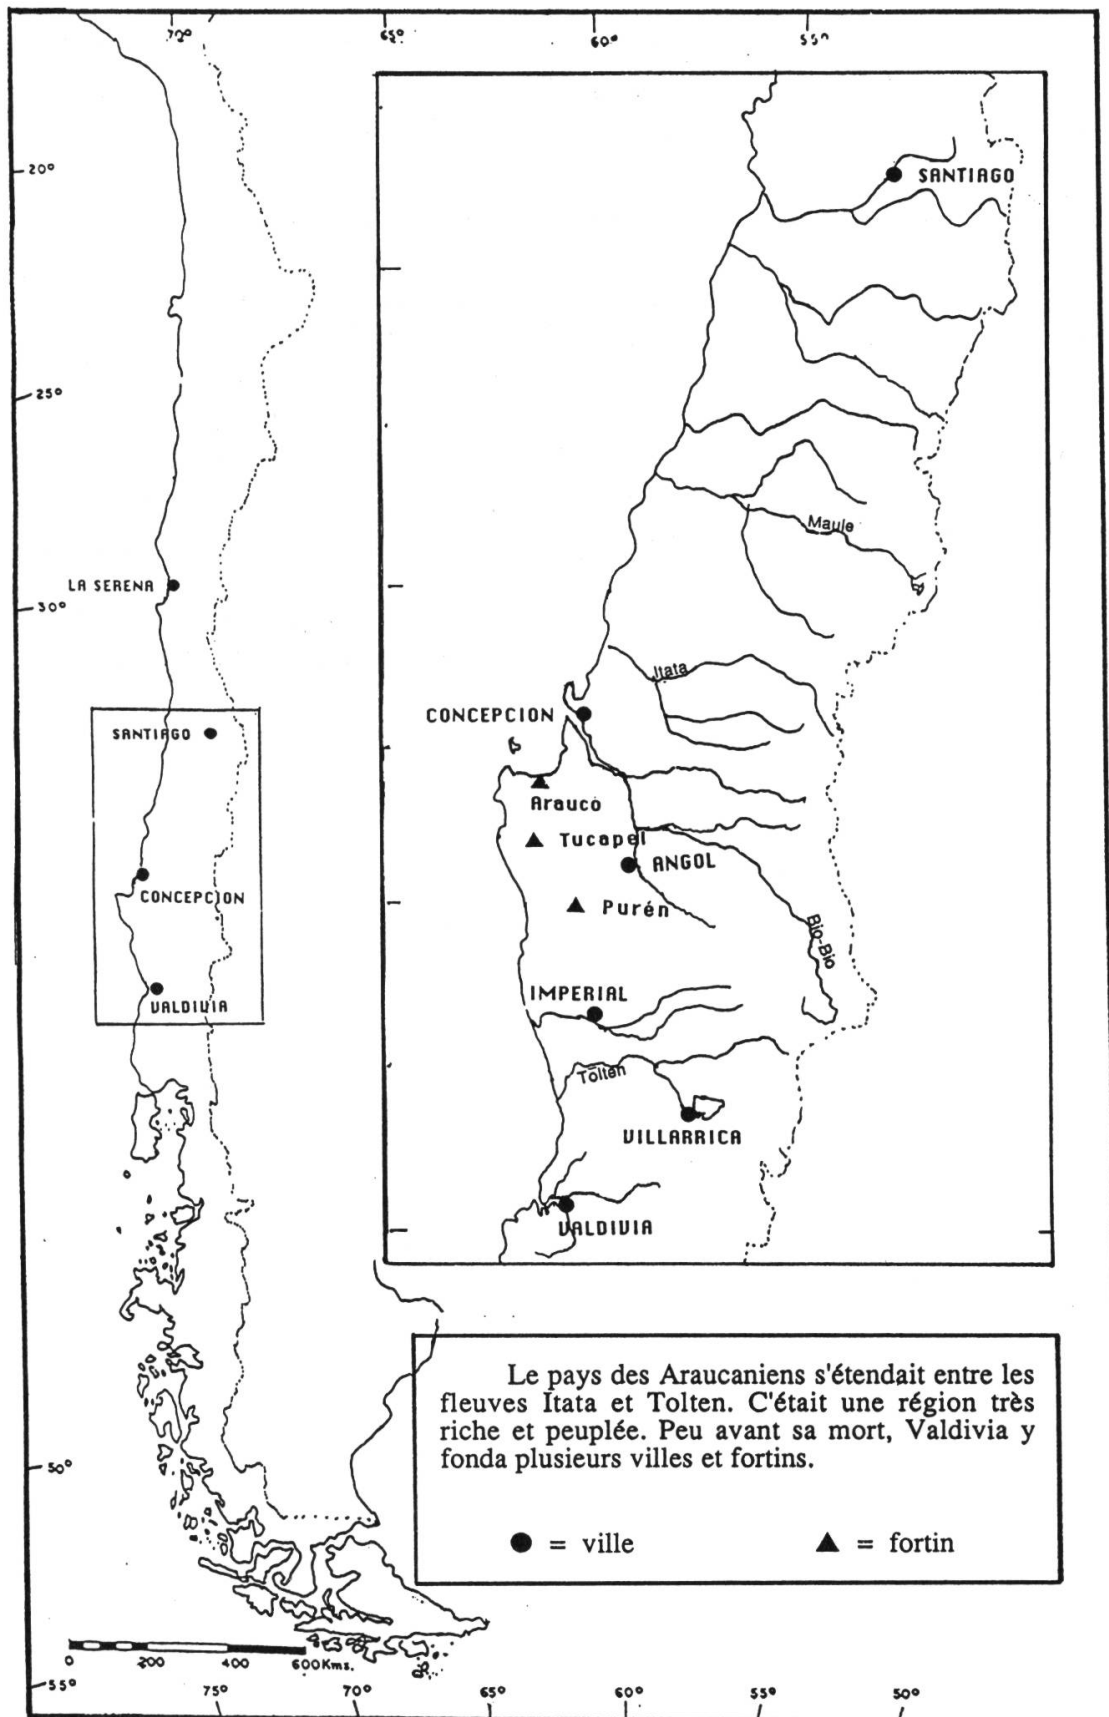 70°
65°
60°
55°
20°
25°
30°
LA SERENA
SANTIAGO
CONCEPCION
VALDIVIA
SANTIAGO
Maule
Itata
CONCEPCION
Arauco
Tucapel
ANGOL
Purén
Bio-Bio
IMPERIAL
Tolten
VILLARRICA
VALDIVIA
Le pays des Araucaniens s'étendait entre les
fleuves Itata et Tolten. C'était une région très
riche et peuplée. Peu avant sa mort, Valdivia y
fonda plusieurs villes et fortins.
= ville
= fortin
50°
0 200 400 600Kms.
55°
75° 70° 65° 60° 55° 50°